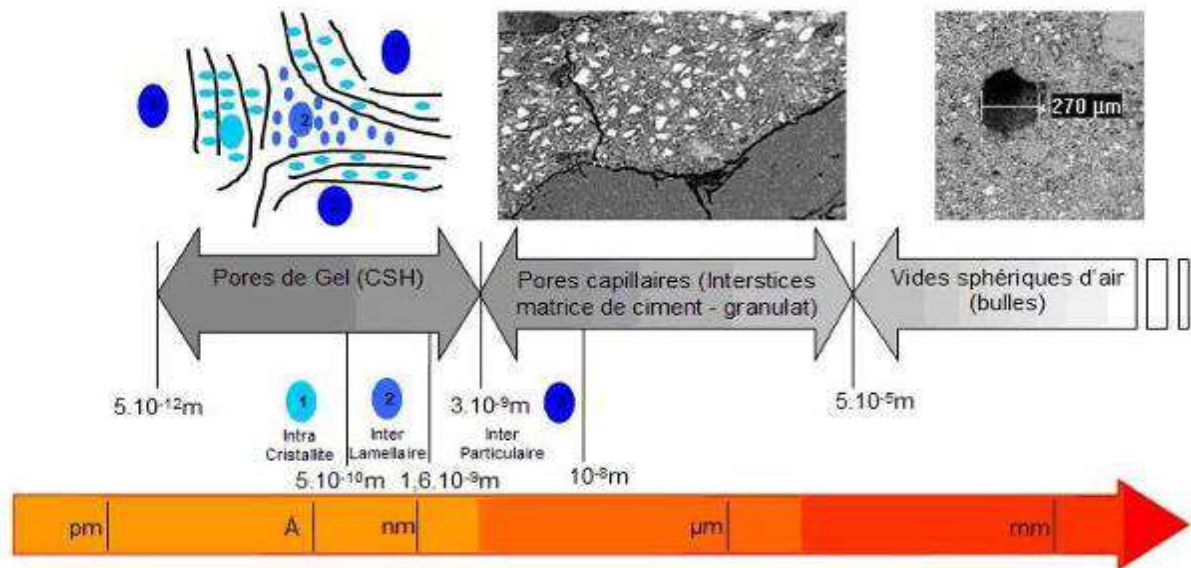 2
270 µm
Pores de Gel (CSH)
Pores capillaires (Interstices
matrice de ciment - granulat)
Vides sphériques d'air
(bulles)
5.10⁻¹²m
1
Intra
Cristallite
5.10⁻¹⁰m
2
Inter
Lamellaire
1,6.10⁻⁹m
3.10⁻⁹m
Inter
Particulaire
10⁻⁸m
5.10⁻⁵m
pm
Å
nm
µm
mm